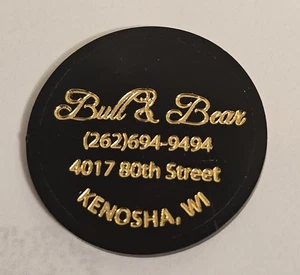 Bull & Bear
(262)694-9494
4017 80th Street
KENOSHA, WI